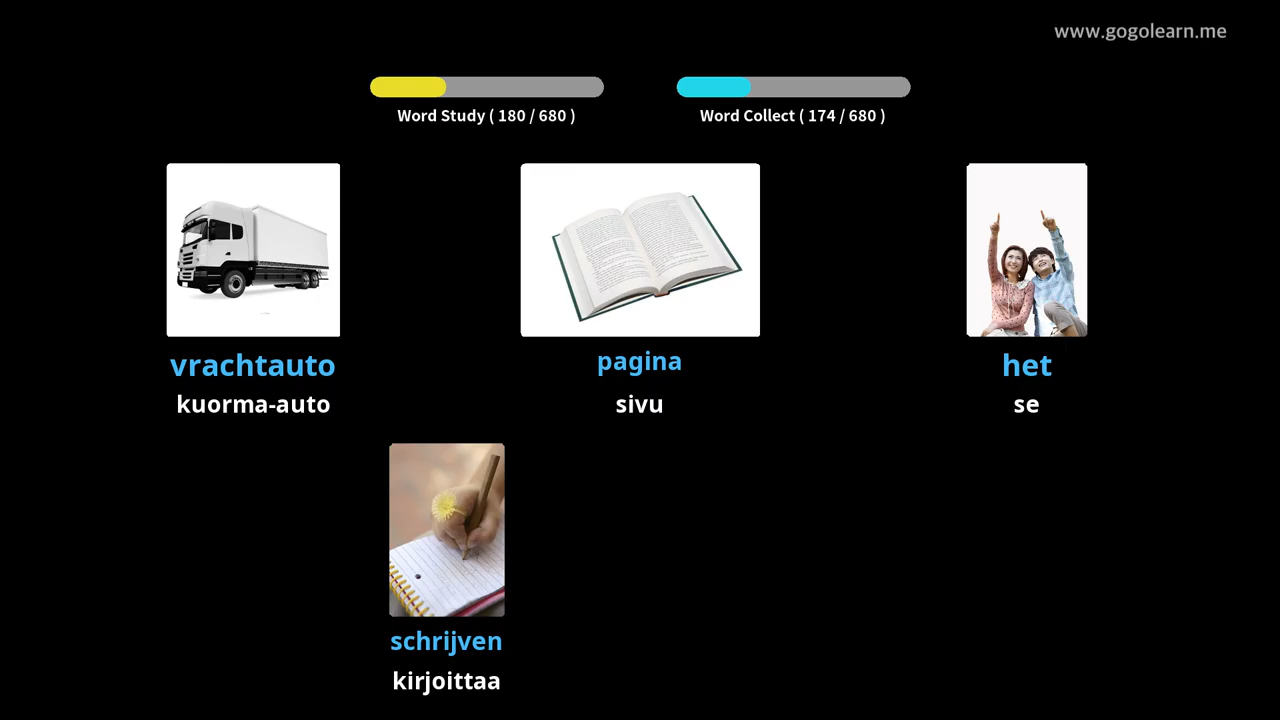 www.gogolearn.me
Word Study ( 180 / 680 )
Word Collect ( 174 / 680 )
vrachtauto
kuorma-auto
pagina
sivu
het
se
schrijven
kirjoittaa